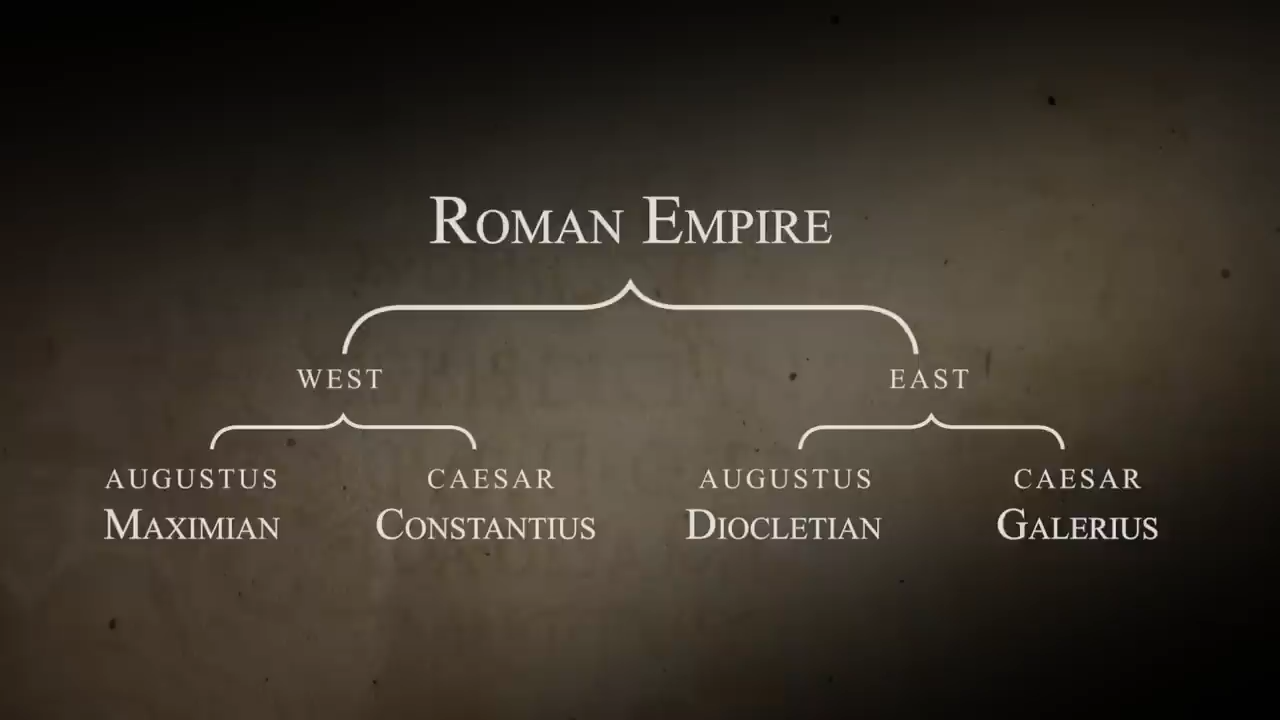 ROMAN EMPIRE
WEST
EAST
AUGUSTUS
MAXIMIAN
CAESAR
CONSTANTIUS
AUGUSTUS
DIOCLETIAN
CAESAR
GALERIUS